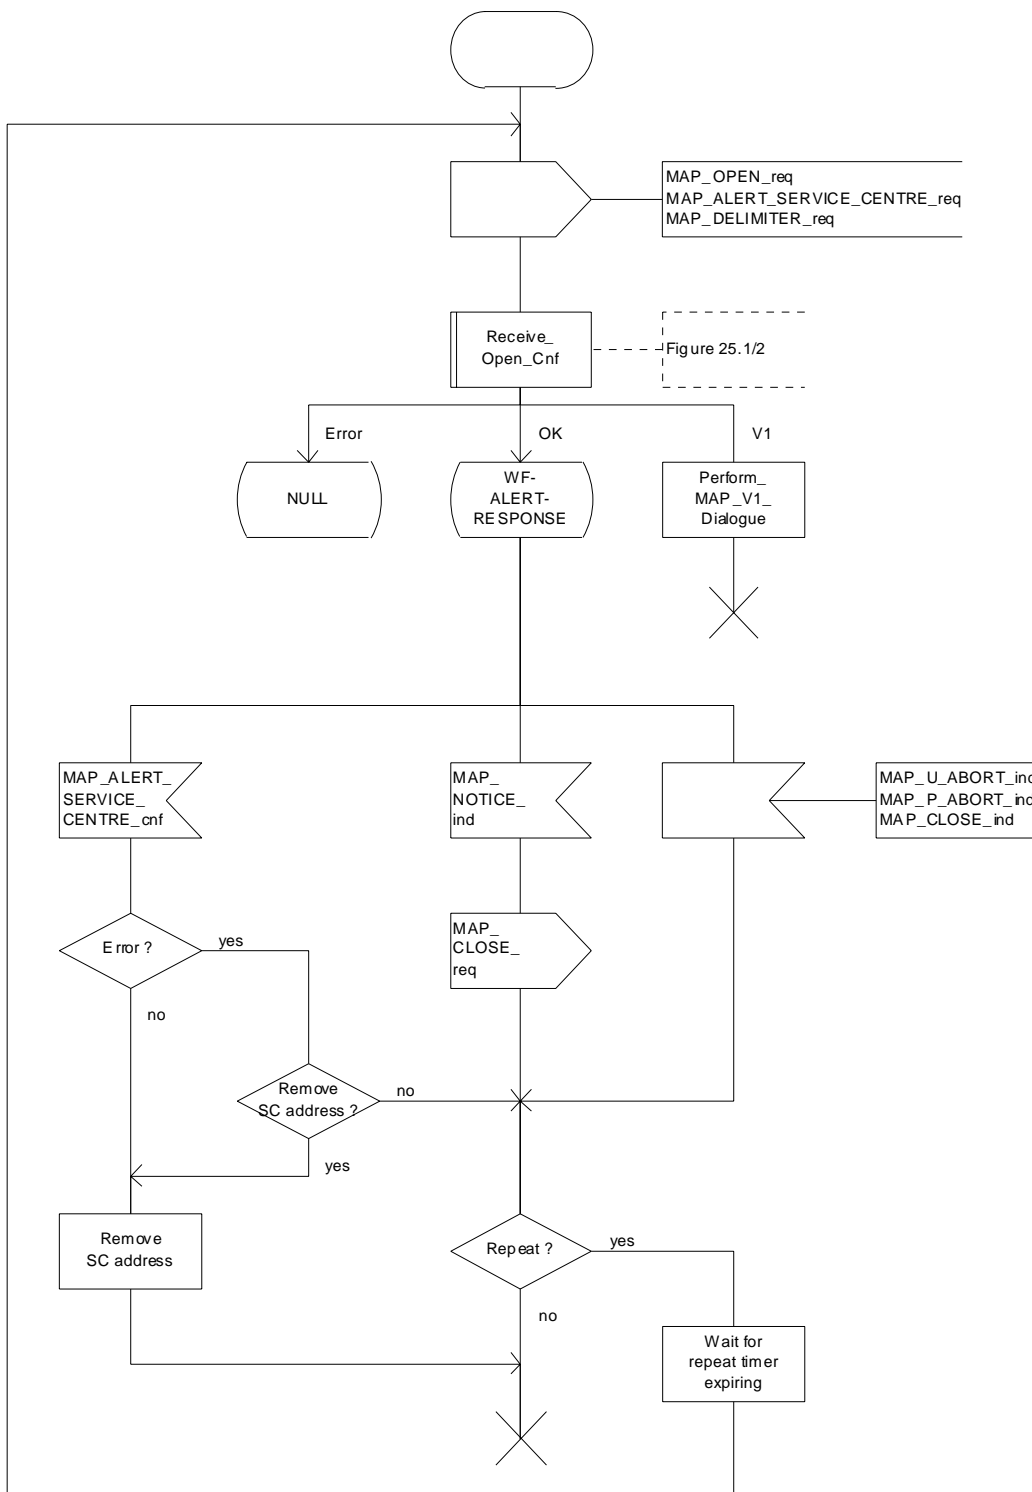 MAP_OPEN_req
MAP_ALERT_SERVICE_CENTRE_req
MAP_DELIMITER_req
Receive_
Open_Cnf
Figure 25.1/2
Error
OK
V1
NULL
WF-
ALERT-
RESPONSE
Perform_
MAP_V1_
Dialogue
MAP_ALERT_
SERVICE_
CENTRE_cnf
MAP_
NOTICE_
ind
MAP_U_ABORT_ind
MAP_P_ABORT_ind
MAP_CLOSE_ind
Error ?
yes
no
MAP_
CLOSE_
req
Remove
SC address ?
no
yes
Remove
SC address
Repeat ?
yes
no
Wait for
repeat timer
expiring